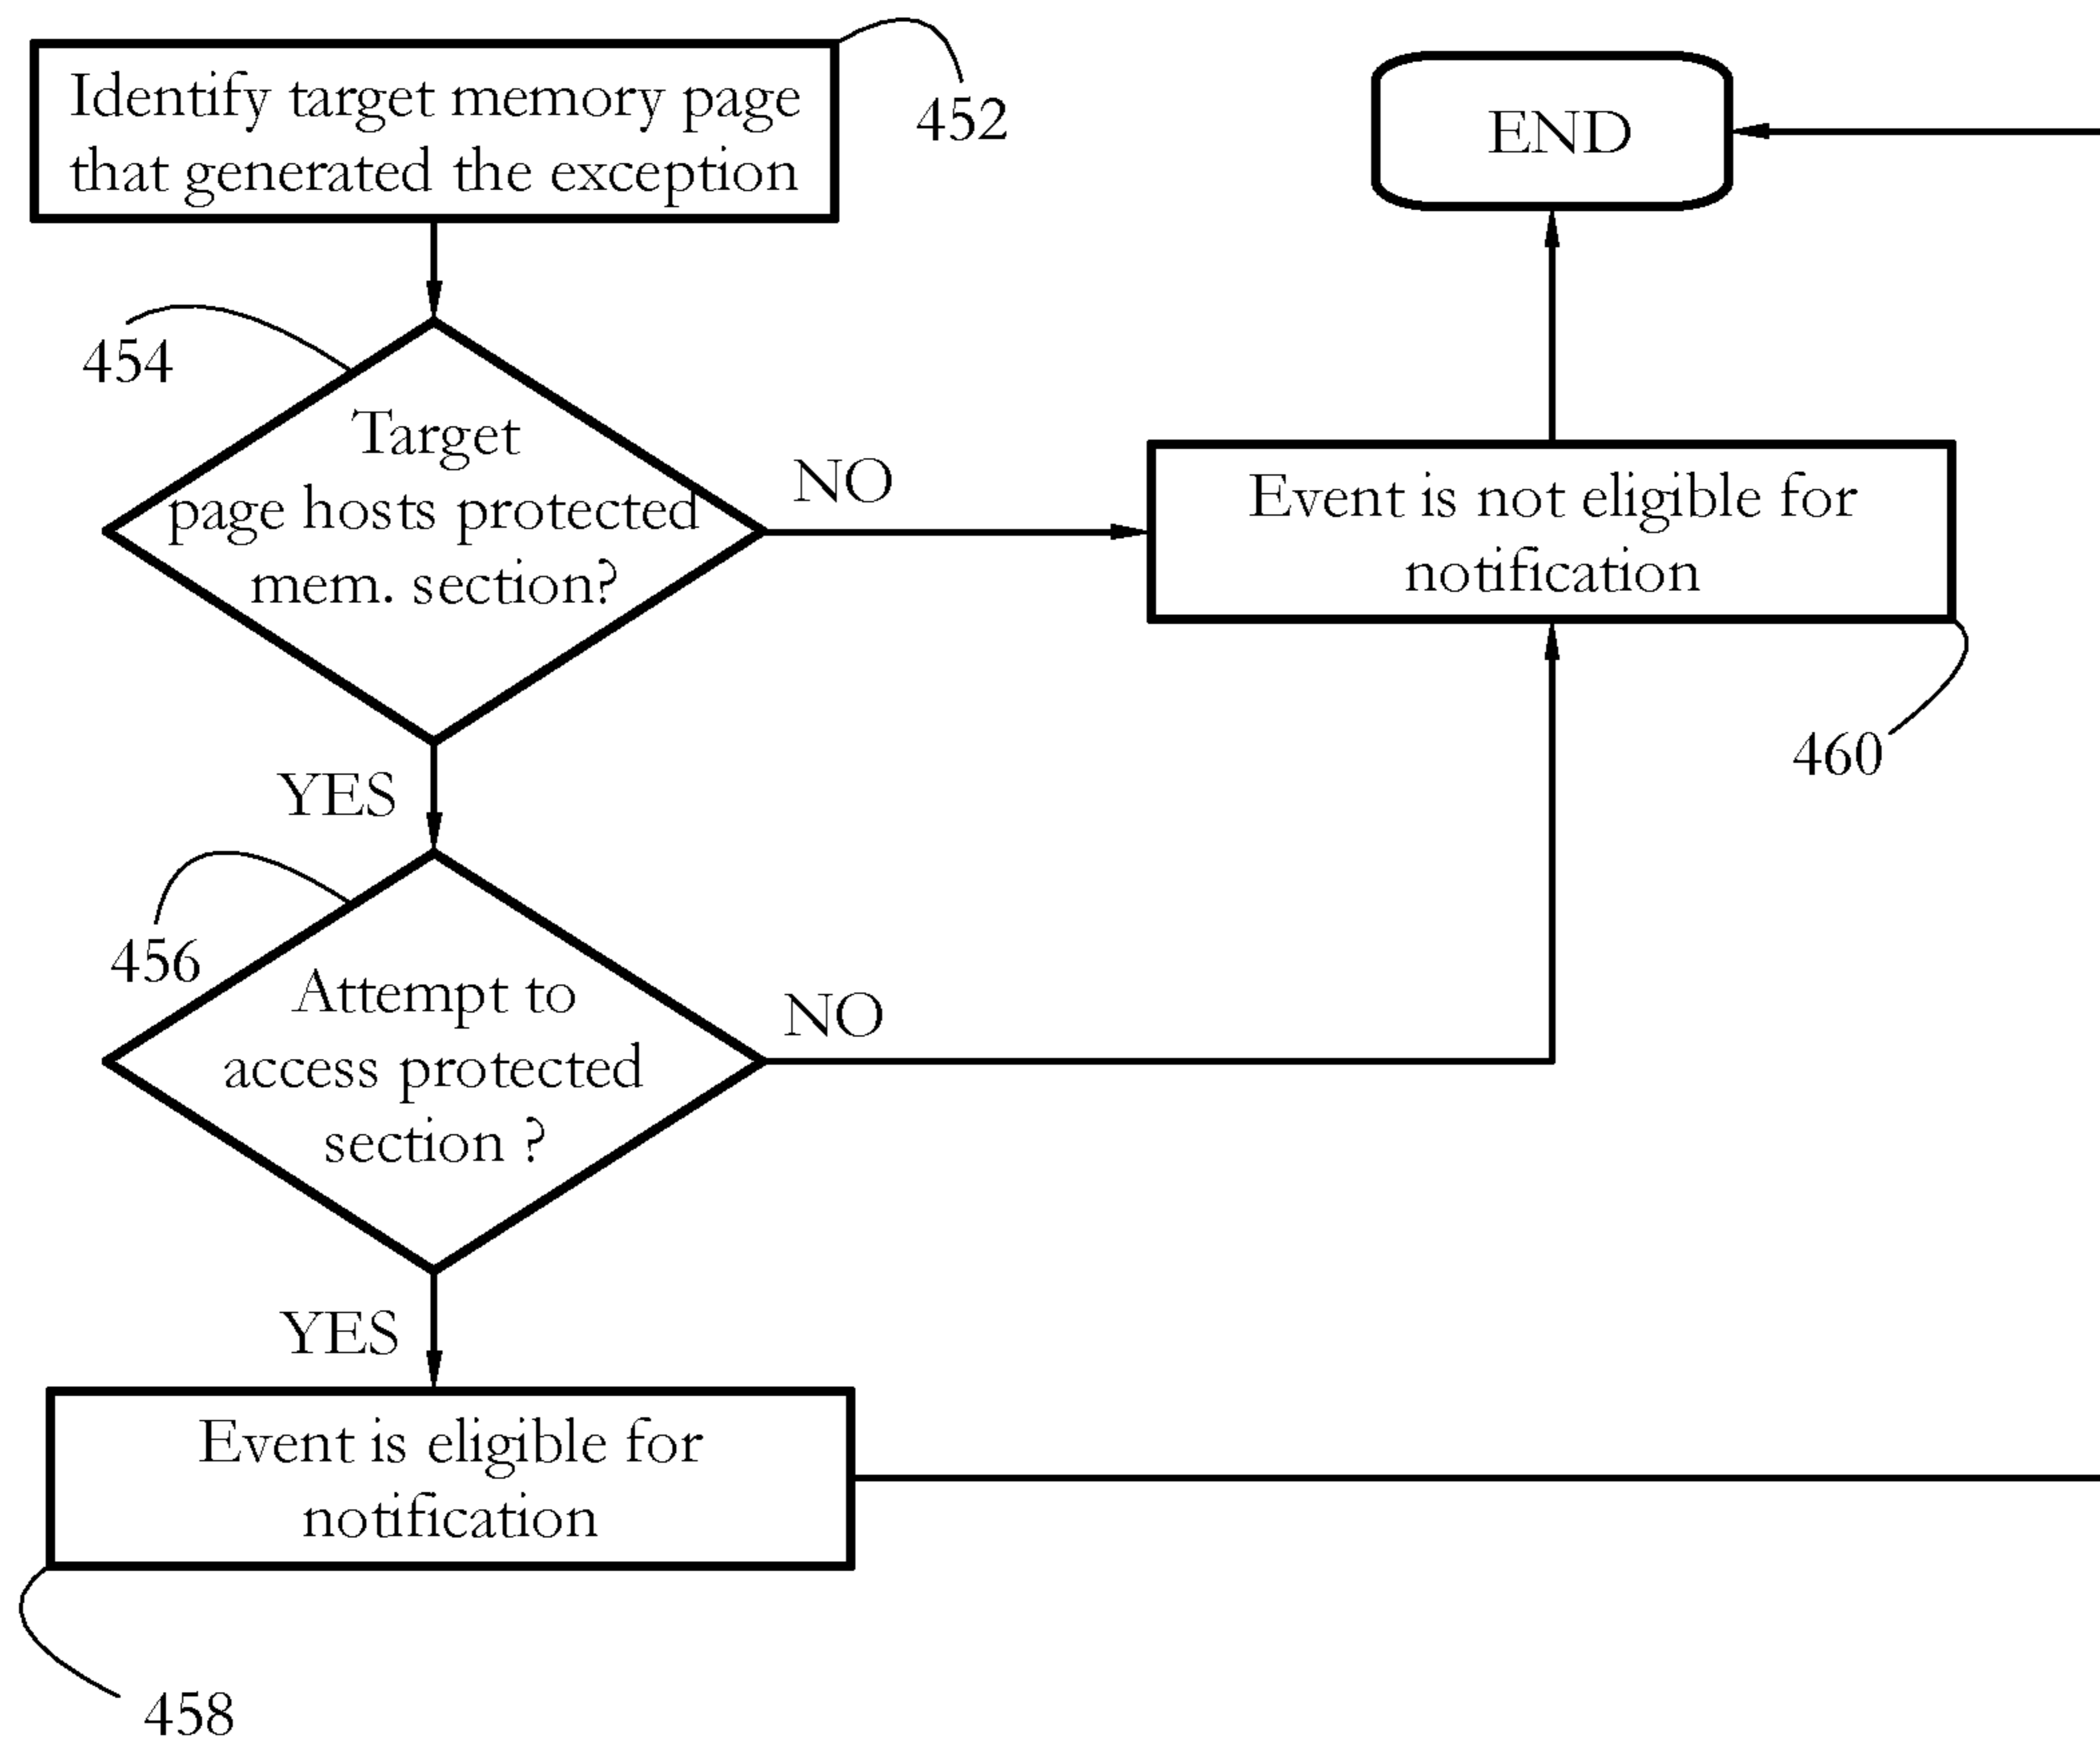 Identify target memory page
that generated the exception
452
END
454
Target
page hosts protected
mem. section?
NO
Event is not eligible for
notification
460
YES
456
Attempt to
access protected
section ?
NO
YES
Event is eligible for
notification
458